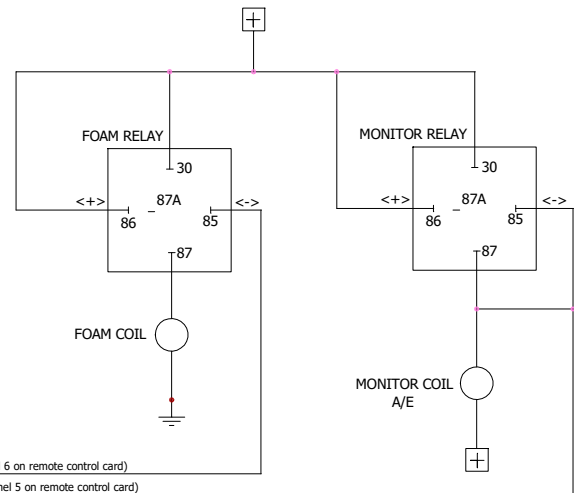 +
FOAM RELAY
MONITOR RELAY
30
30
<+>
87A
<->
<+>
87A
<->
86
85
86
85
87
87
FOAM COIL
MONITOR COIL
A/E
+
6 on remote control card)
5 on remote control card)